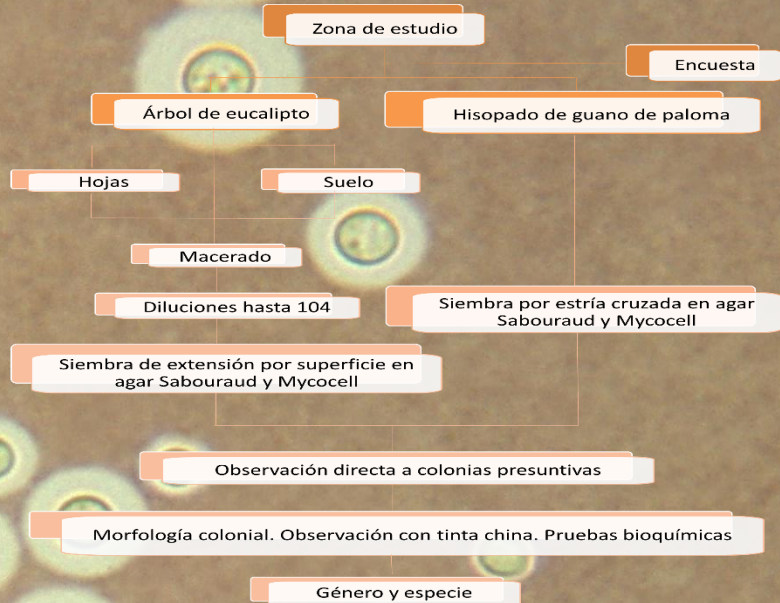 Zona de estudio
Encuesta
Árbol de eucalipto
Hisopado de guano de paloma
Hojas
Suelo
Macerado
Diluciones hasta 104
Siembra por estría cruzada en agar
Sabouraud y Mycocell
Siembra de extensión por superficie en
agar Sabouraud y Mycocell
Observación directa a colonias presuntivas
Morfología colonial. Observación con tinta china. Pruebas bioquímicas
Género y especie